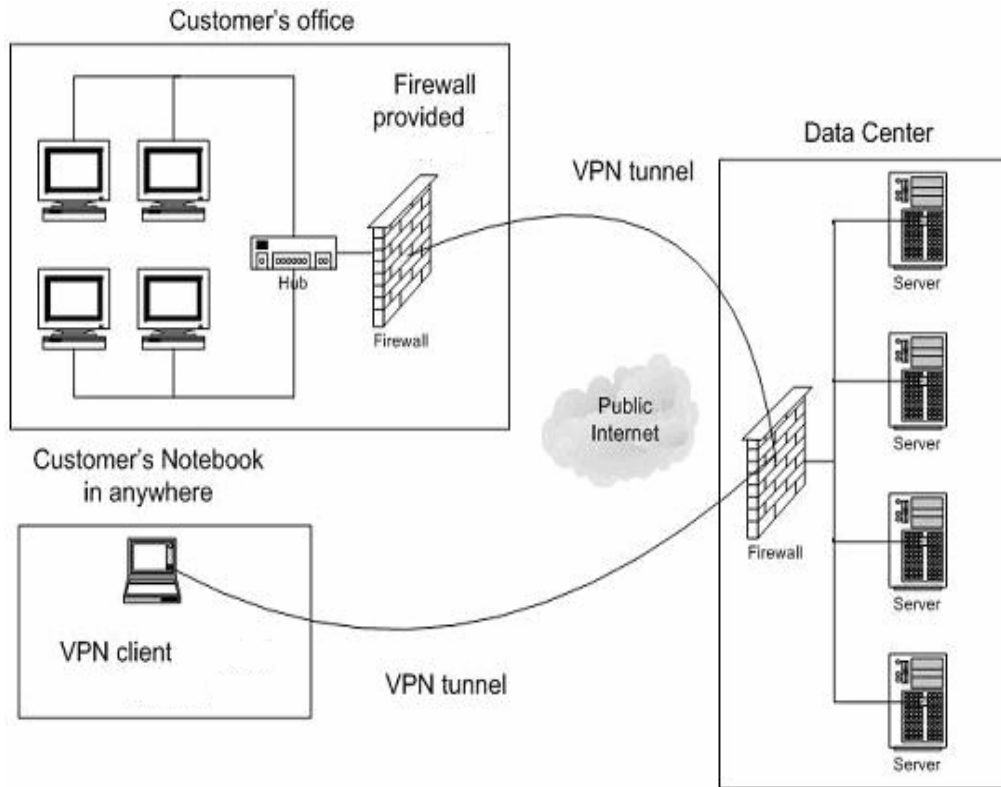 Customer's office
Firewall
provided
Hub
Firewall
VPN tunnel
Data Center
Server
Server
Server
Server
Public
Internet
Firewall
Customer's Notebook
in anywhere
VPN client
VPN tunnel